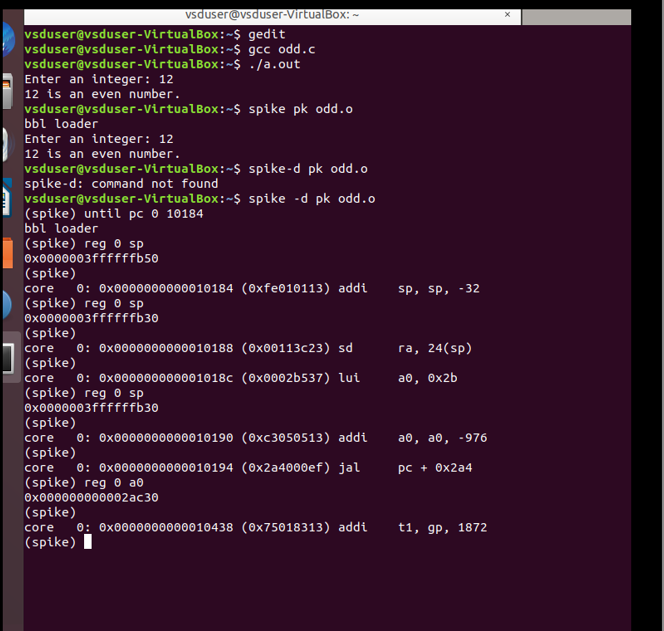 vsduser@vsduser-VirtualBox: ~
vsduser@vsduser-VirtualBox:~$ gedit
vsduser@vsduser-VirtualBox:~$ gcc odd.c
vsduser@vsduser-VirtualBox:~$ ./a.out
Enter an integer: 12
12 is an even number.
vsduser@vsduser-VirtualBox:~$ spike pk odd.o
bbl loader
Enter an integer: 12
12 is an even number.
vsduser@vsduser-VirtualBox:~$ spike-d pk odd.o
spike-d: command not found
vsduser@vsduser-VirtualBox:~$ spike -d pk odd.o
(spike) until pc 0 10184
bbl loader
(spike) reg 0 sp
0x0000003ffffffb50
(spike)
core   0: 0x0000000000010184 (0xfe010113) addi    sp, sp, -32
(spike) reg 0 sp
0x0000003ffffffb30
(spike)
core   0: 0x0000000000010188 (0x00113c23) sd      ra, 24(sp)
(spike)
core   0: 0x000000000001018c (0x0002b537) lui     a0, 0x2b
(spike) reg 0 sp
0x0000003ffffffb30
(spike)
core   0: 0x0000000000010190 (0xc3050513) addi    a0, a0, -976
(spike)
core   0: 0x0000000000010194 (0x2a4000ef) jal     pc + 0x2a4
(spike) reg 0 a0
0x000000000002ac30
(spike)
core   0: 0x0000000000010438 (0x75018313) addi    t1, gp, 1872
(spike)